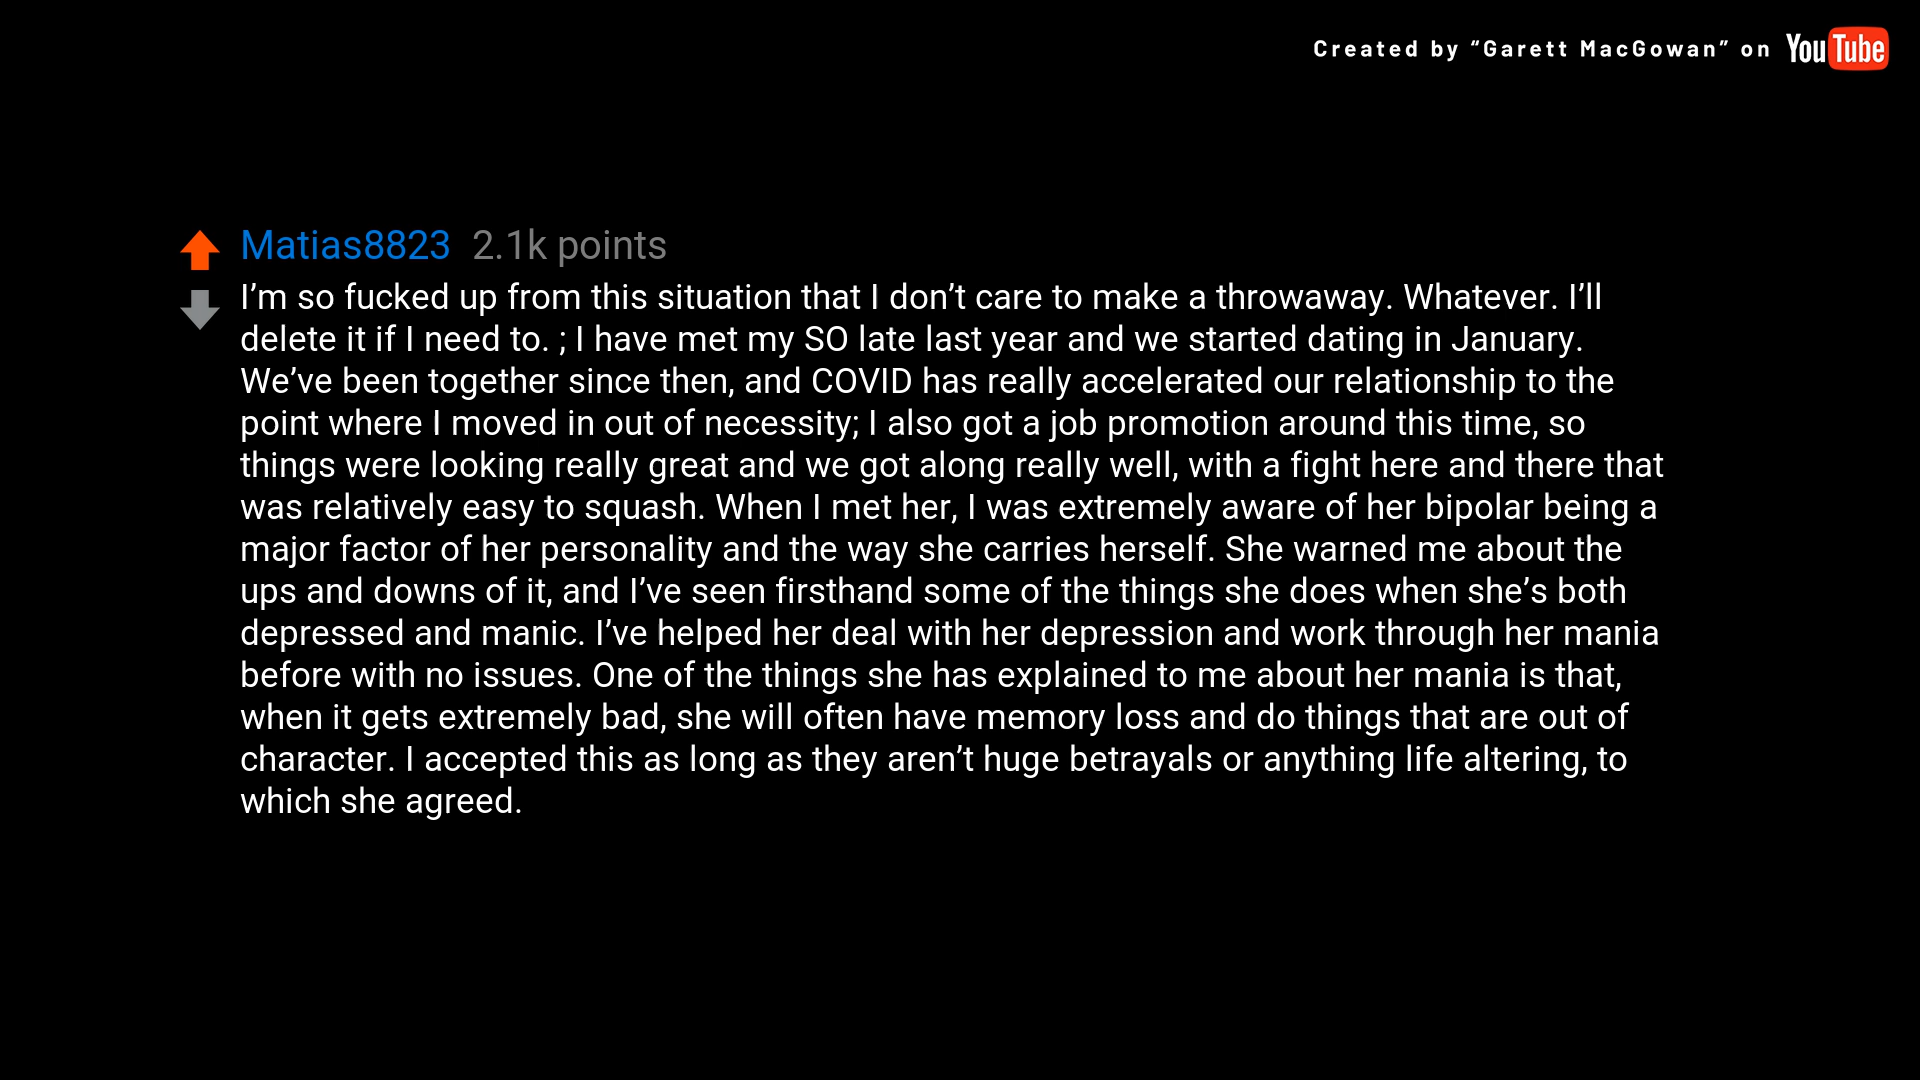 Created by “Garett MacGowan” on YouTube
Matias8823 2.1k points
I’m so fucked up from this situation that I don’t care to make a throwaway. Whatever. I’ll
delete it if I need to. ; I have met my SO late last year and we started dating in January.
We’ve been together since then, and COVID has really accelerated our relationship to the
point where I moved in out of necessity; I also got a job promotion around this time, so
things were looking really great and we got along really well, with a fight here and there that
was relatively easy to squash. When I met her, I was extremely aware of her bipolar being a
major factor of her personality and the way she carries herself. She warned me about the
ups and downs of it, and I’ve seen firsthand some of the things she does when she’s both
depressed and manic. I’ve helped her deal with her depression and work through her mania
before with no issues. One of the things she has explained to me about her mania is that,
when it gets extremely bad, she will often have memory loss and do things that are out of
character. I accepted this as long as they aren’t huge betrayals or anything life altering, to
which she agreed.